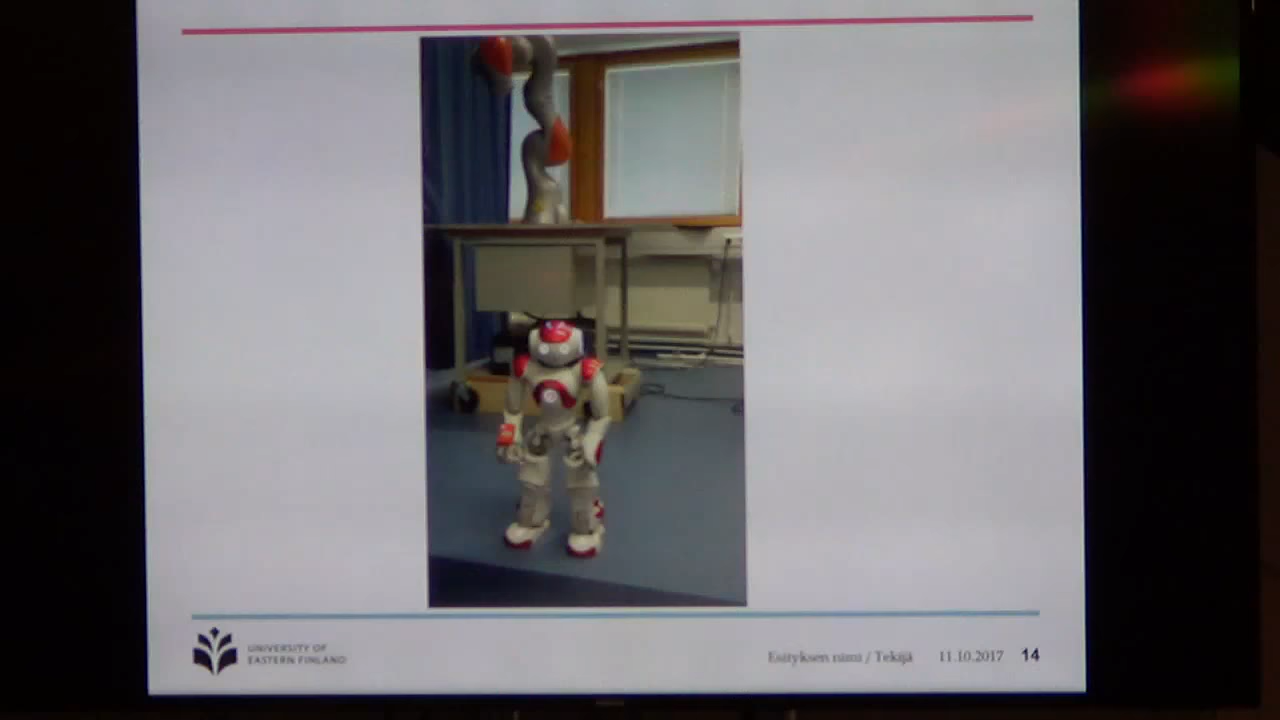 UNIVERSITY OF
EASTERN FINLAND
Esityksen nimi / Tekijä 11.10.2017 14